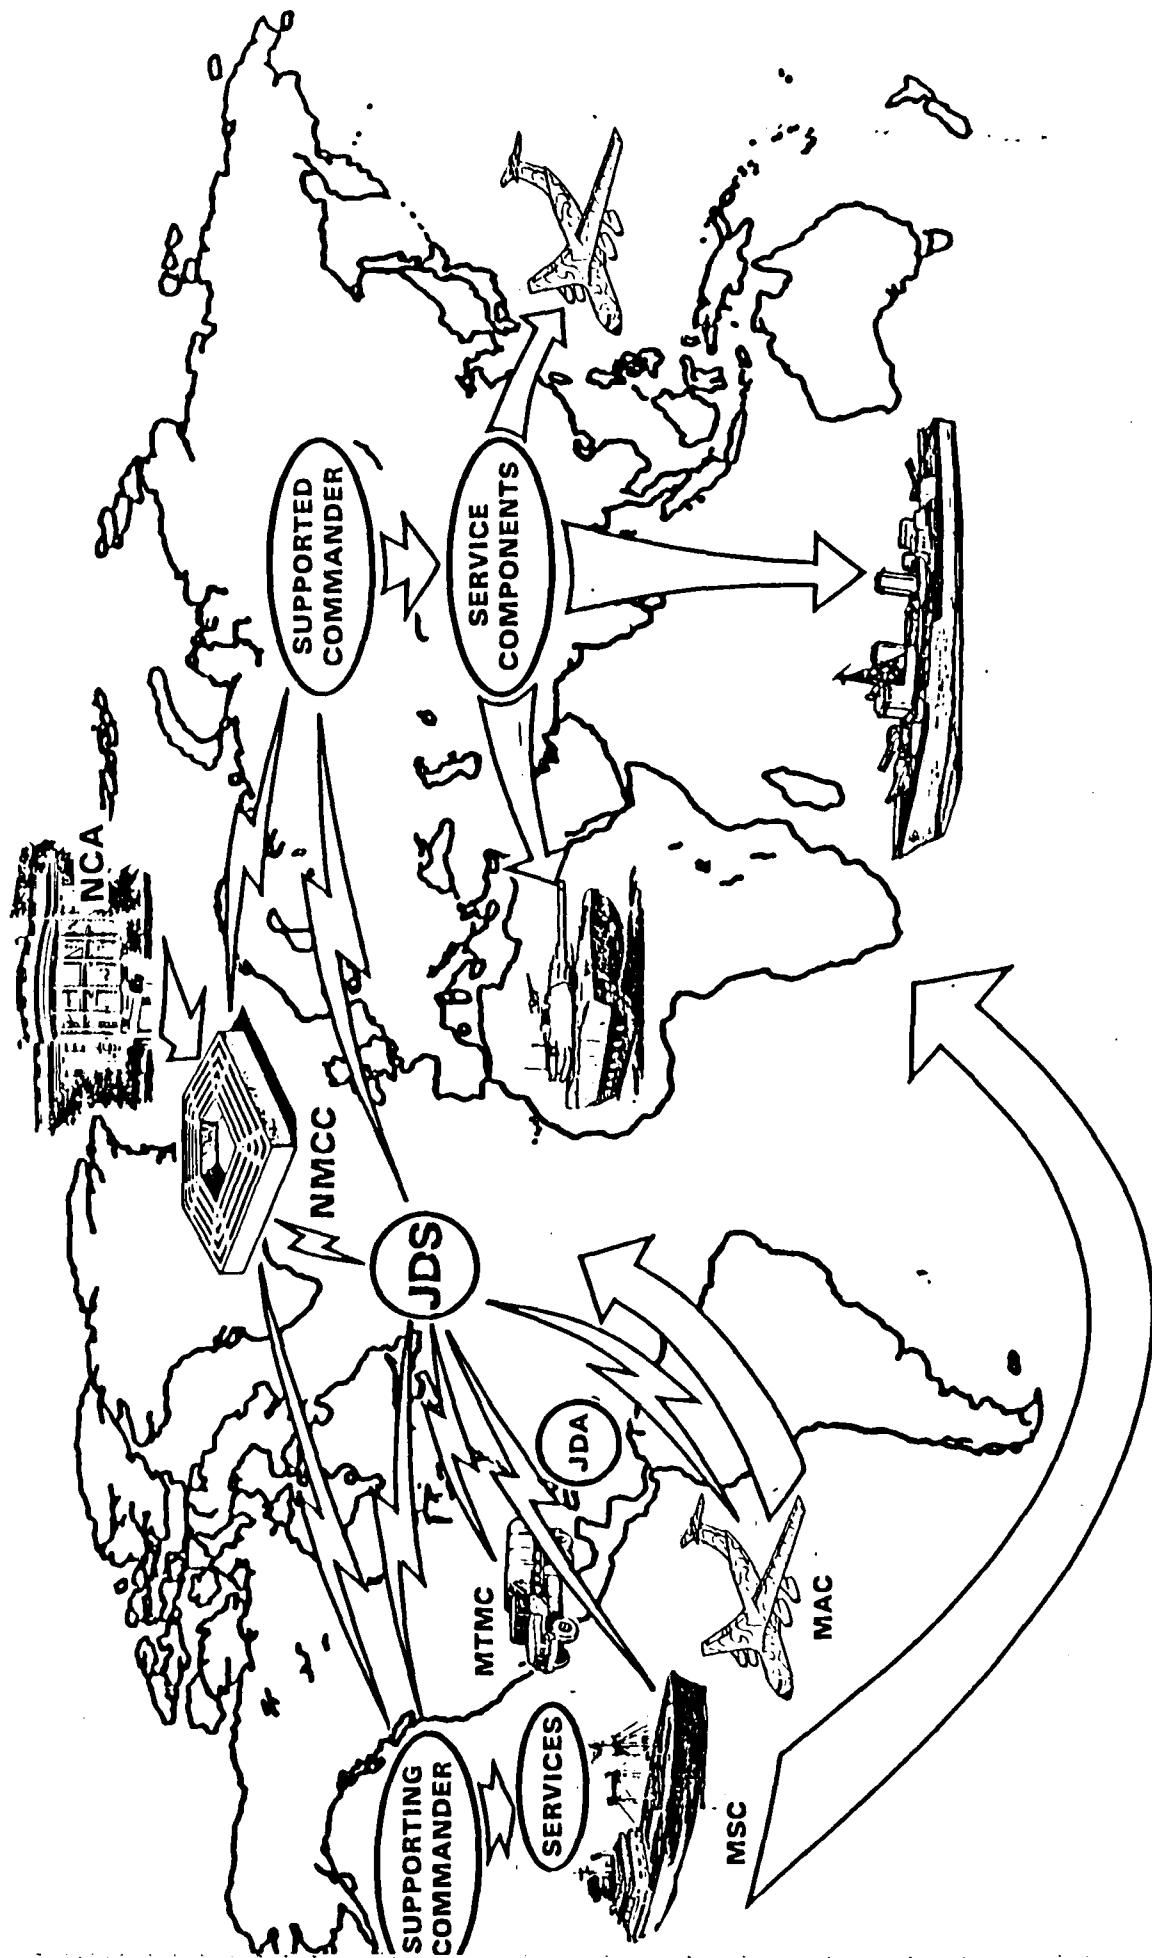 NCA
NMCC
SUPPORTED
COMMANDER
SERVICE
COMPONENTS
JDS
JDA
SUPPORTING
COMMANDER
SERVICES
MTMC
MAC
MSC